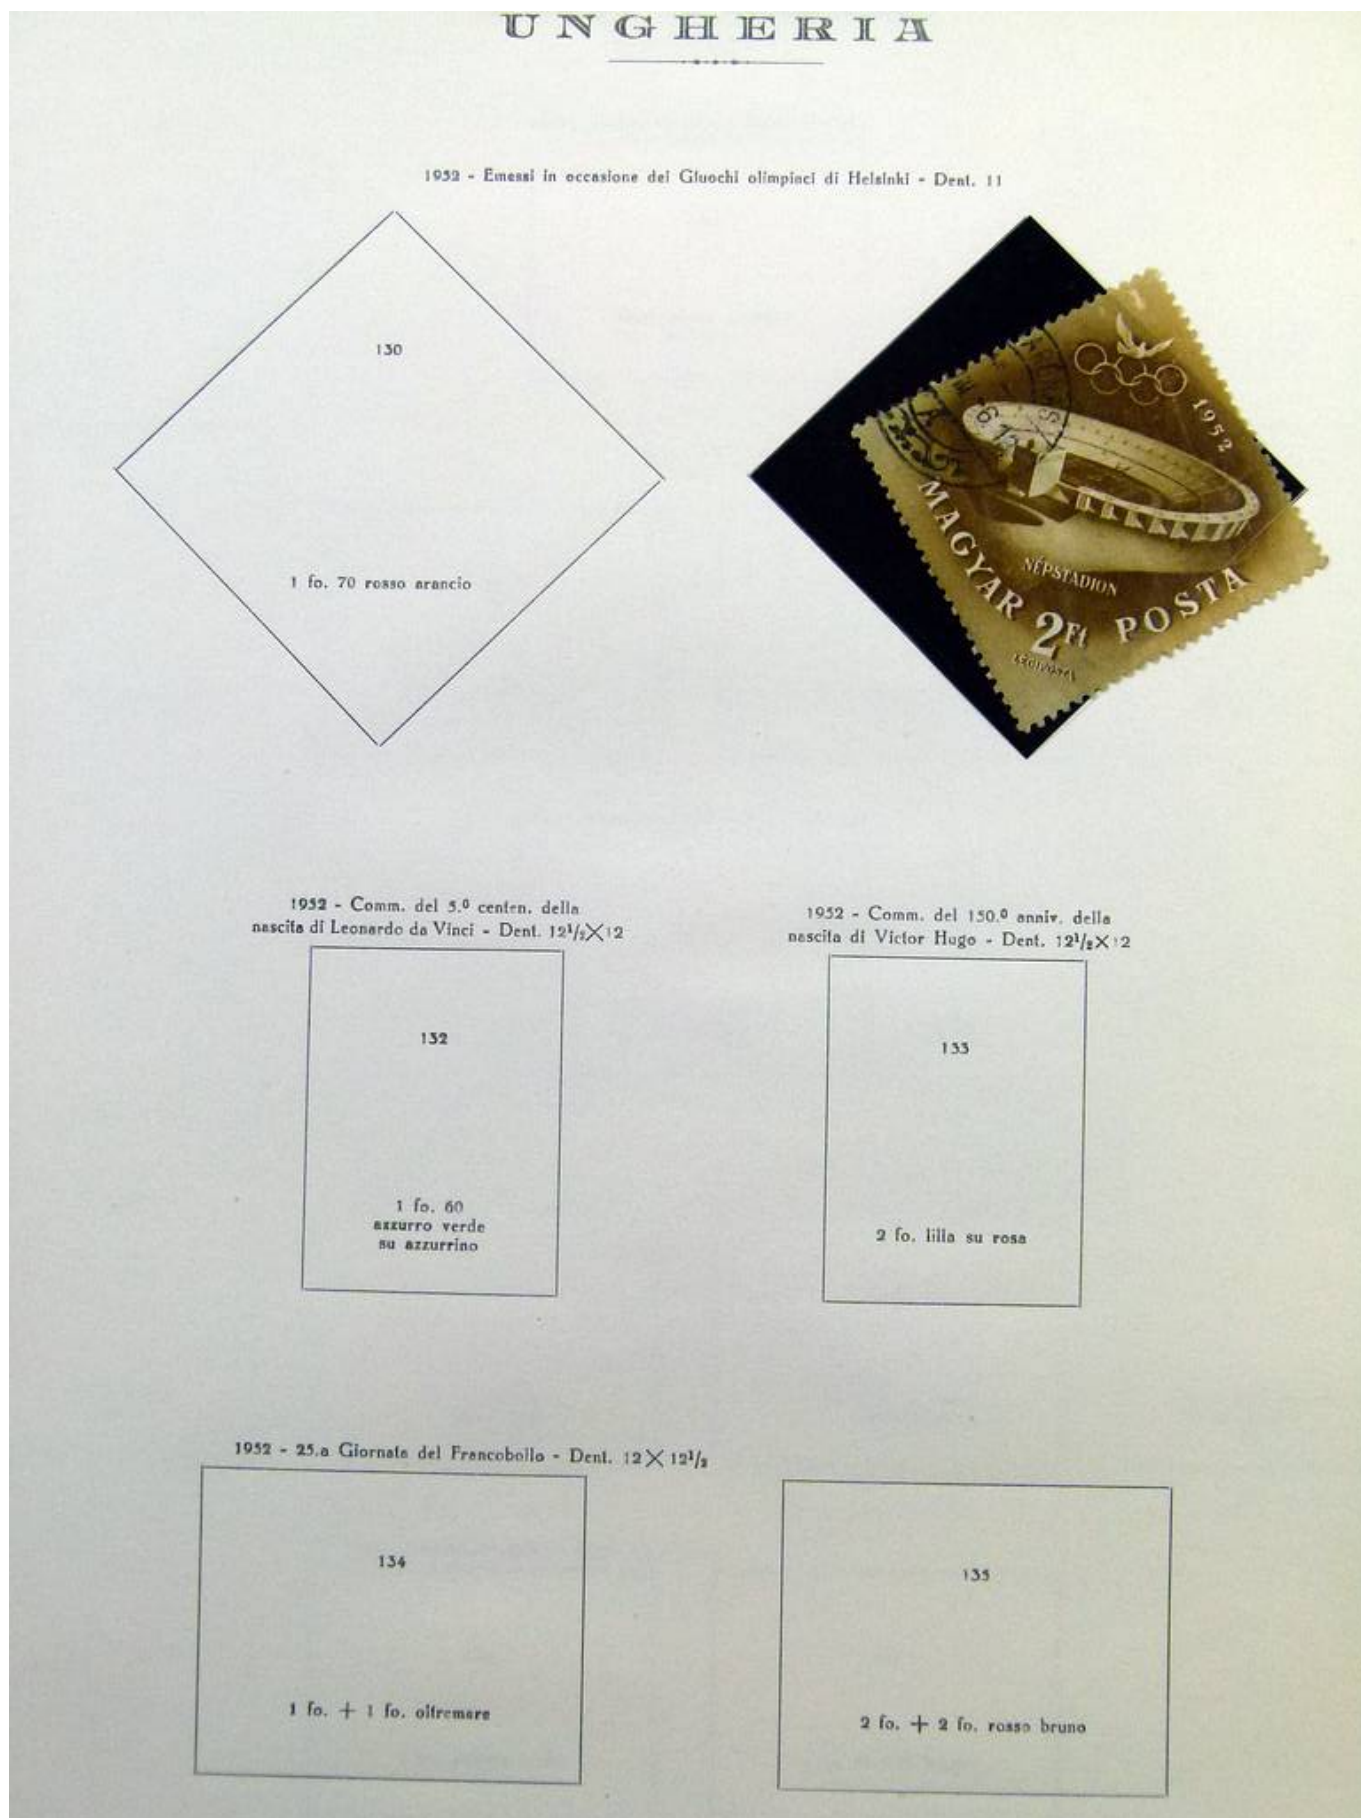 UNGHERIA
1952 - Emessi in occasione dei Giuochi olimpiaci di Helsinki - Dent. 11
130
1 fo. 70 rosso arancio
1952
NÉPSTADION
MAGYAR 2Ft POSTA
LÉGIPOSTA
1952 - Comm. del 5.º centen. della
nascita di Leonardo da Vinci - Dent. 12¹/₂×12
132
1 fo. 60
azzurro verde
su azzurrino
1952 - Comm. del 150.º anniv. della
nascita di Victor Hugo - Dent. 12¹/₂×12
133
2 fo. lilla su rosa
1952 - 25.a Giornata del Francobollo - Dent. 12×12¹/₂
134
1 fo. + 1 fo. oltremare
135
2 fo. + 2 fo. rosso bruno